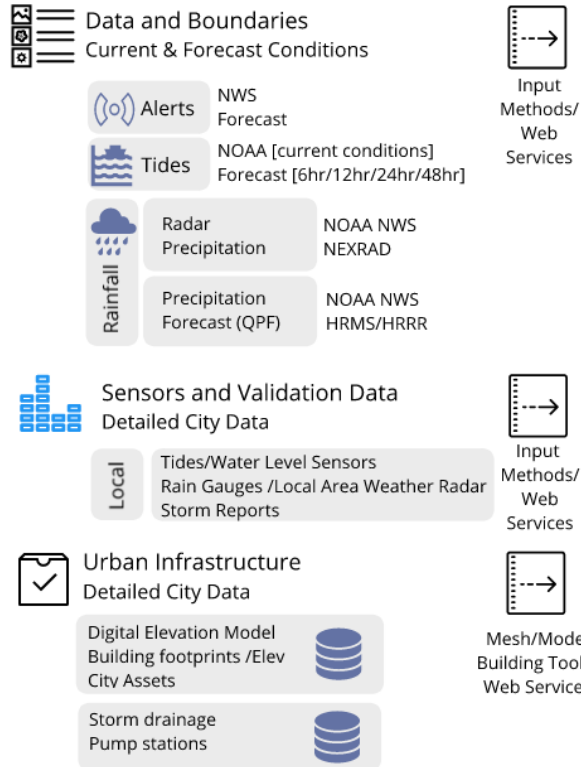 Data and Boundaries
Current & Forecast Conditions
Input
Methods/
Web
Services
Alerts
NWS
Forecast
Tides
NOAA [current conditions]
Forecast [6hr/12hr/24hr/48hr]
Rainfall
Radar
Precipitation
NOAA NWS
NEXRAD
Precipitation
Forecast (QPF)
NOAA NWS
HRMS/HRRR
Sensors and Validation Data
Detailed City Data
Input
Methods/
Web
Services
Local
Tides/Water Level Sensors
Rain Gauges /Local Area Weather Radar
Storm Reports
Urban Infrastructure
Detailed City Data
Mesh/Mode
Building Tool
Web Service
Digital Elevation Model
Building footprints /Elev
City Assets
Storm drainage
Pump stations